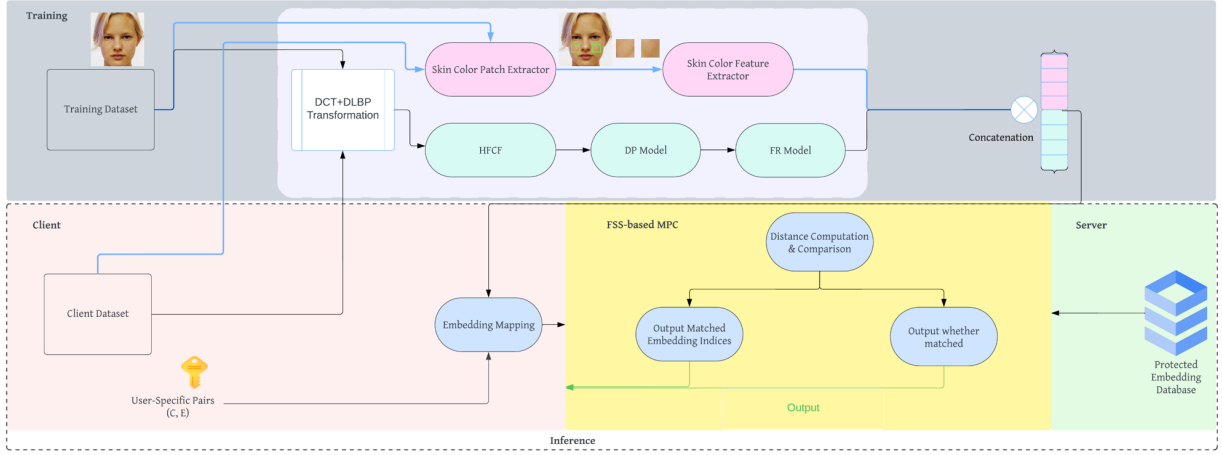 Training
Training Dataset
DCT+DLBP
Transformation
Skin Color Patch Extractor
Skin Color Feature
Extractor
HFCF
DP Model
FR Model
Concatenation
Client
Client Dataset
User-Specific Pairs
(C, E)
Embedding Mapping
FSS-based MPC
Distance Computation
& Comparison
Output Matched
Embedding Indices
Output whether
matched
Output
Server
Protected
Embedding
Database
Inference